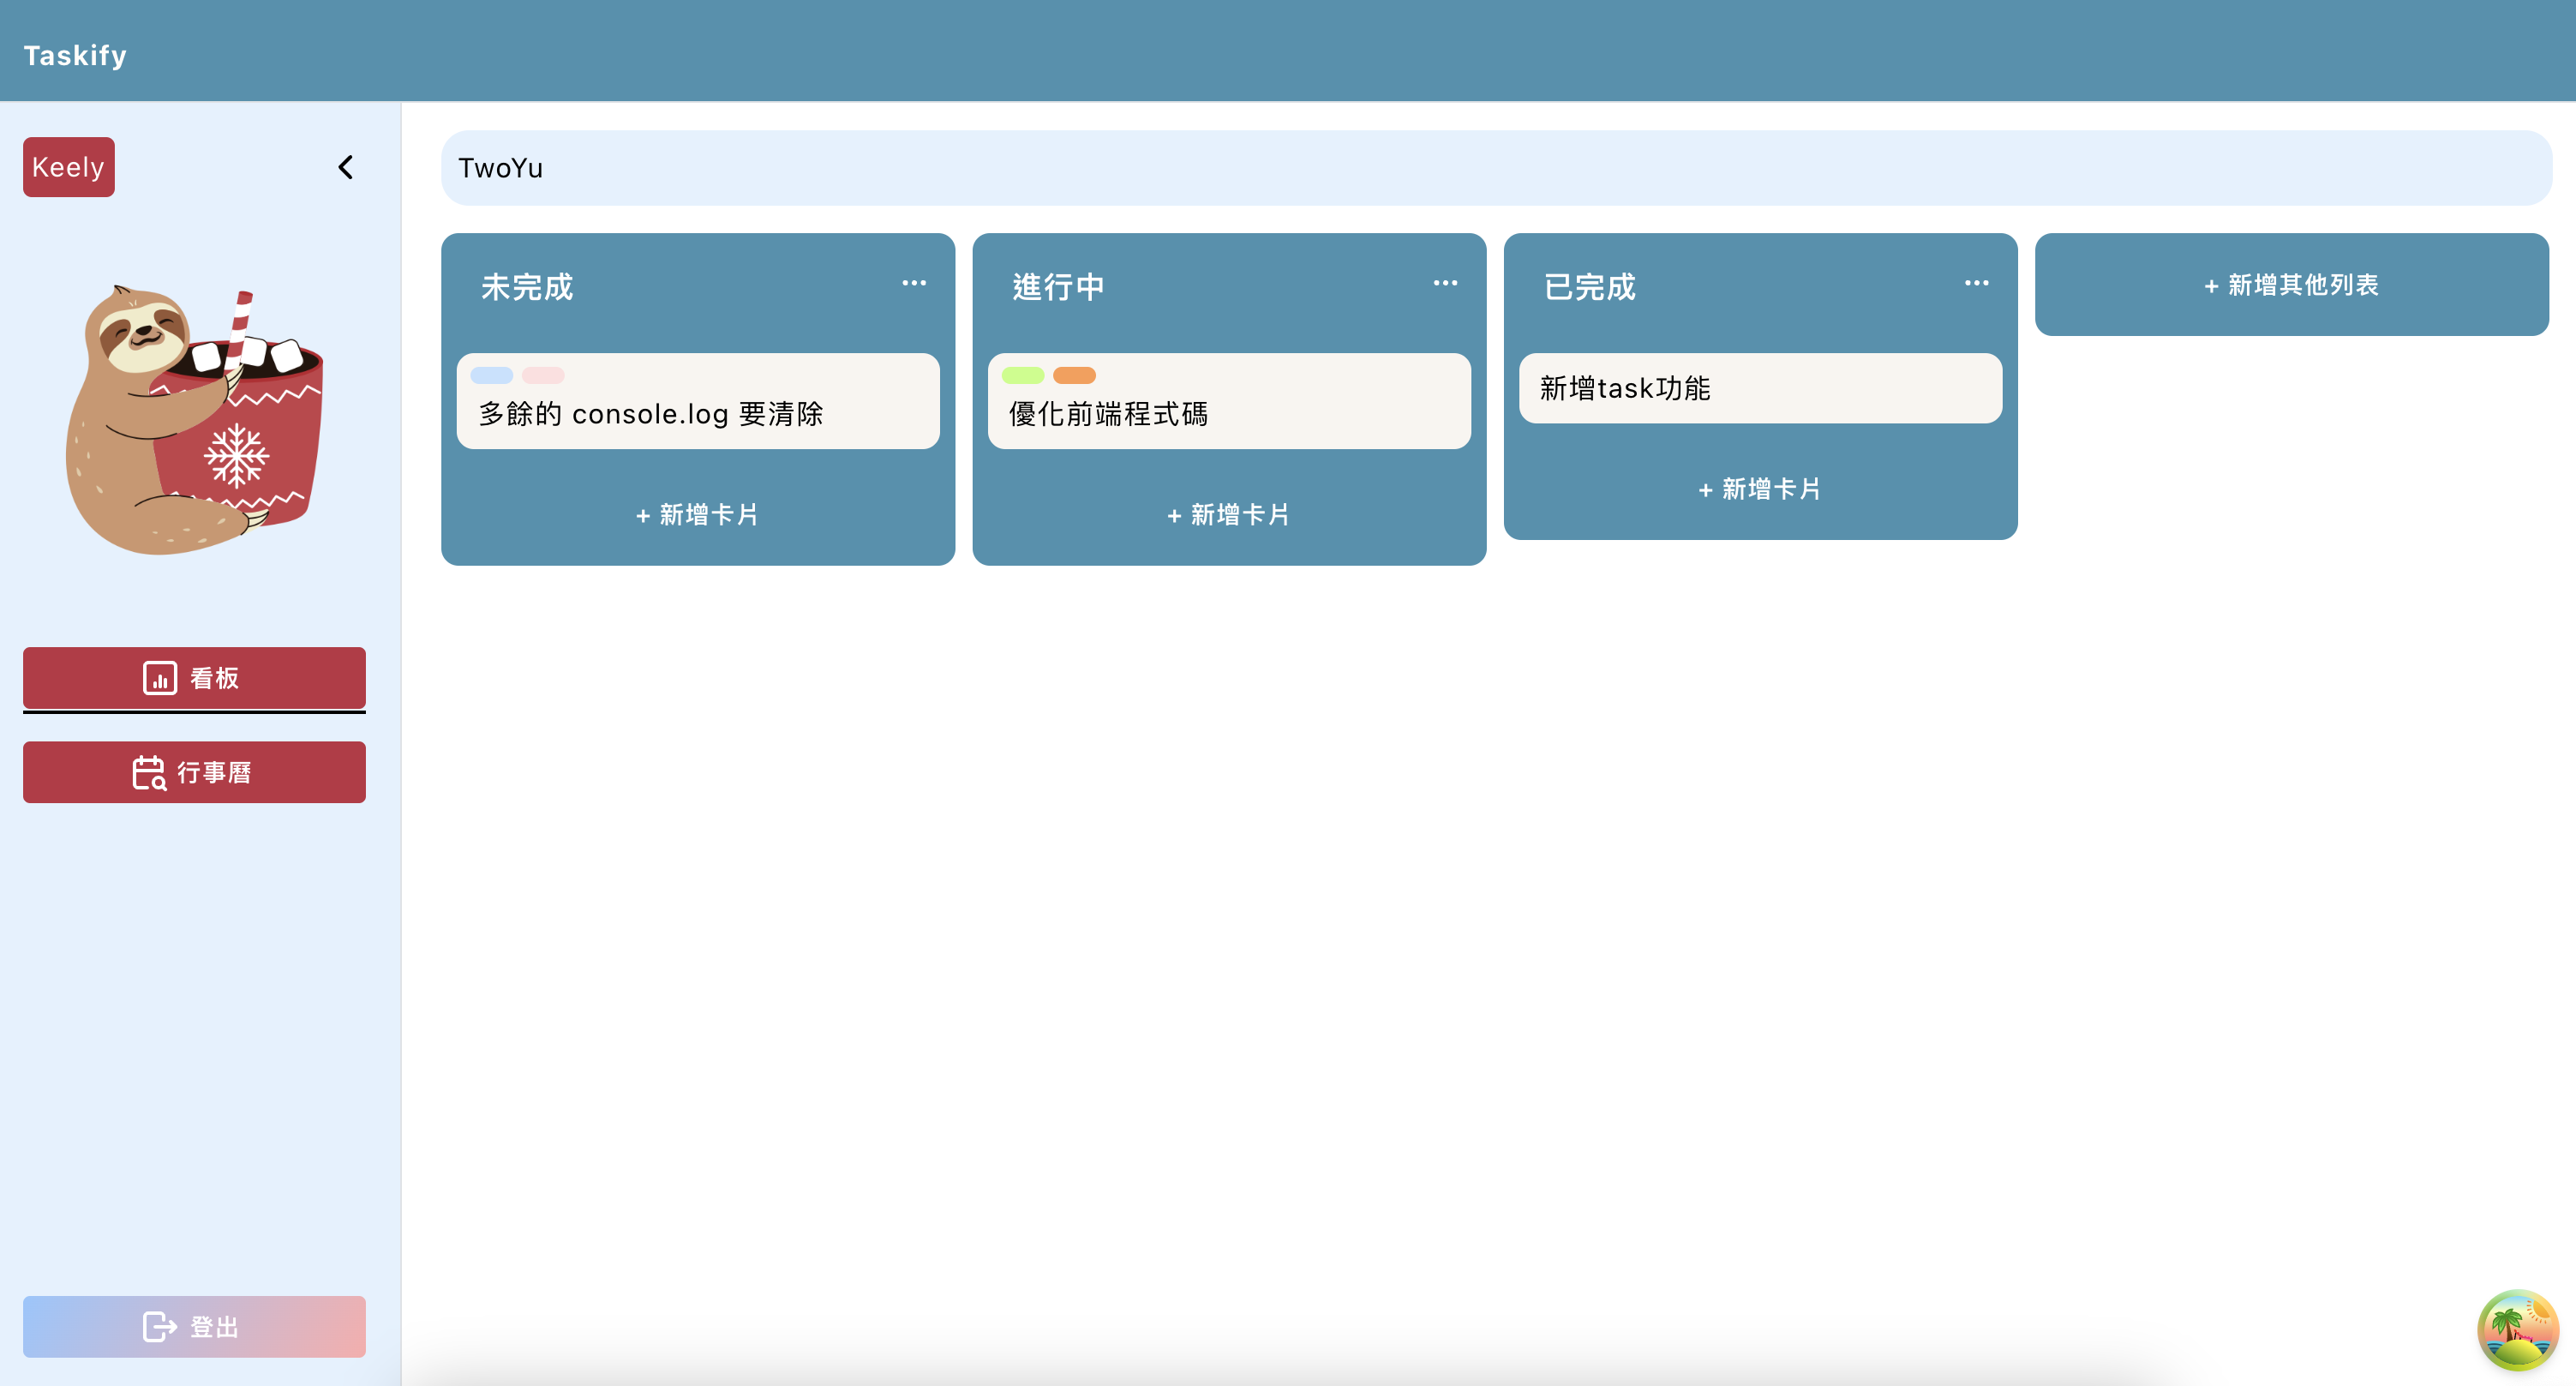 Taskify
Keely
看板
行事曆
登出
TwoYu
未完成
多餘的 console.log 要清除
+ 新增卡片
進行中
優化前端程式碼
+ 新增卡片
已完成
新增task功能
+ 新增卡片
+ 新增其他列表